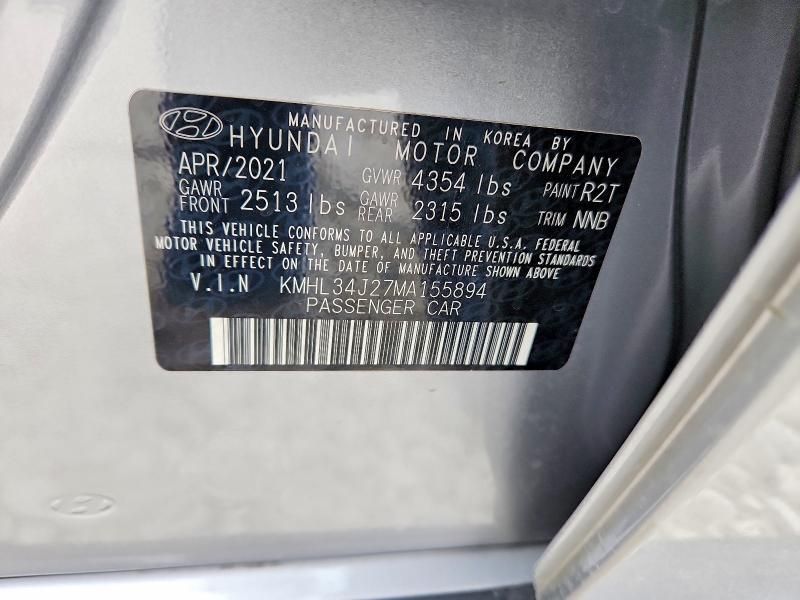 MANUFACTURED IN KOREA BY
HYUNDAI MOTOR COMPANY
APR/2021 GVWR 4354 lbs PAINT R2T
GAWR FRONT 2513 lbs GAWR REAR 2315 lbs TRIM NNB
THIS VEHICLE CONFORMS TO ALL APPLICABLE U.S.A. FEDERAL
MOTOR VEHICLE SAFETY, BUMPER, AND THEFT PREVENTION STANDARDS
IN EFFECT ON THE DATE OF MANUFACTURE SHOWN ABOVE
V.I.N KMHL34J27MA155894
PASSENGER CAR